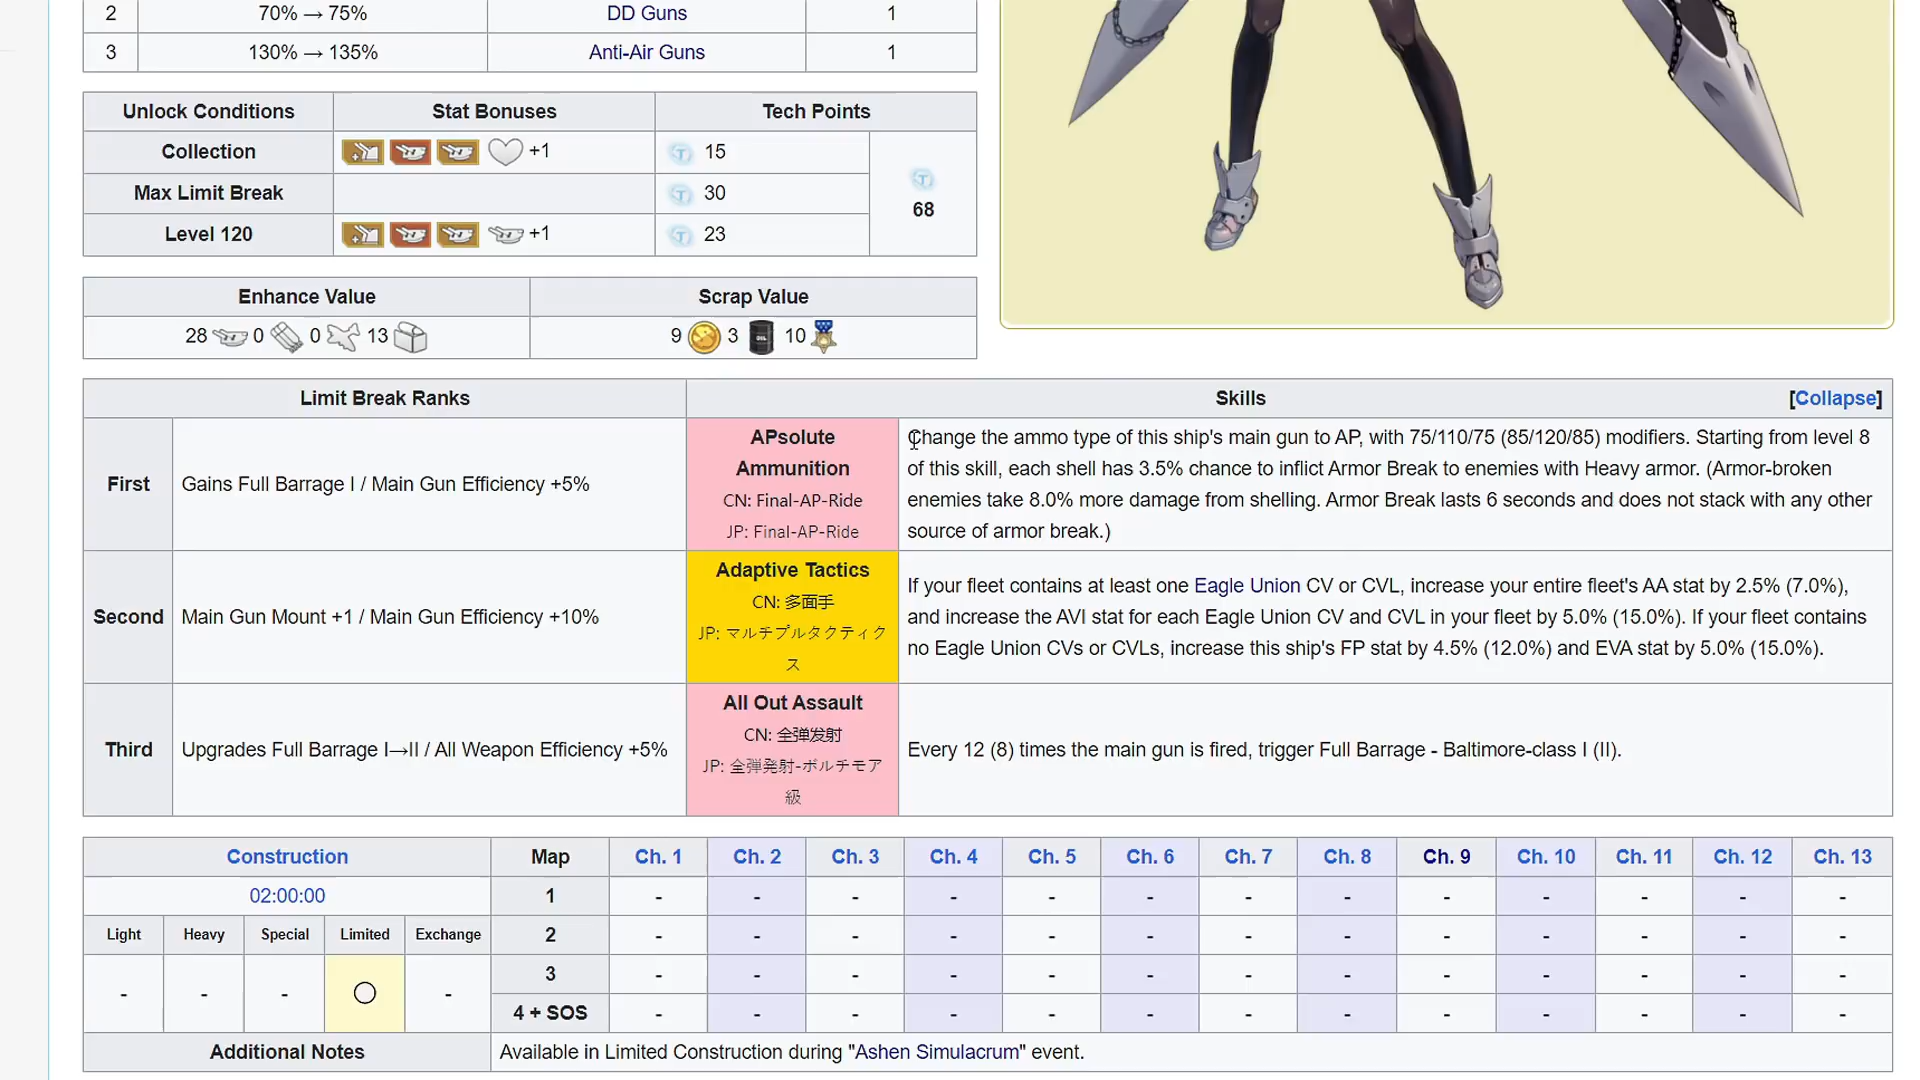 2 70% → 75% DD Guns 1
3 130% → 135% Anti-Air Guns 1
Unlock Conditions Stat Bonuses Tech Points
Collection +1 15
Max Limit Break 30
68
Level 120 +1 23
Enhance Value Scrap Value
28 0 0 13 9 3 10
Limit Break Ranks Skills [Collapse]
First Gains Full Barrage I / Main Gun Efficiency +5%
APsolute
Ammunition
CN: Final-AP-Ride
JP: Final-AP-Ride
Change the ammo type of this ship's main gun to AP, with 75/110/75 (85/120/85) modifiers. Starting from level 8
of this skill, each shell has 3.5% chance to inflict Armor Break to enemies with Heavy armor. (Armor-broken
enemies take 8.0% more damage from shelling. Armor Break lasts 6 seconds and does not stack with any other
source of armor break.)
Second Main Gun Mount +1 / Main Gun Efficiency +10%
Adaptive Tactics
CN: 多面手
JP: マルチプルタクティク
ス
If your fleet contains at least one Eagle Union CV or CVL, increase your entire fleet's AA stat by 2.5% (7.0%),
and increase the AVI stat for each Eagle Union CV and CVL in your fleet by 5.0% (15.0%). If your fleet contains
no Eagle Union CVs or CVLs, increase this ship's FP stat by 4.5% (12.0%) and EVA stat by 5.0% (15.0%).
Third Upgrades Full Barrage I→II / All Weapon Efficiency +5%
All Out Assault
CN: 全弹发射
JP: 全弾発射-ボルチモア
級
Every 12 (8) times the main gun is fired, trigger Full Barrage - Baltimore-class I (II).
Construction Map Ch. 1 Ch. 2 Ch. 3 Ch. 4 Ch. 5 Ch. 6 Ch. 7 Ch. 8 Ch. 9 Ch. 10 Ch. 11 Ch. 12 Ch. 13
02:00:00 1 - - - - - - - - - - - - -
Light Heavy Special Limited Exchange 2 - - - - - - - - - - - - -
3 - - - - - - - - - - - - -
- - - -
4 + SOS - - - - - - - - - - - - -
Additional Notes Available in Limited Construction during "Ashen Simulacrum" event.